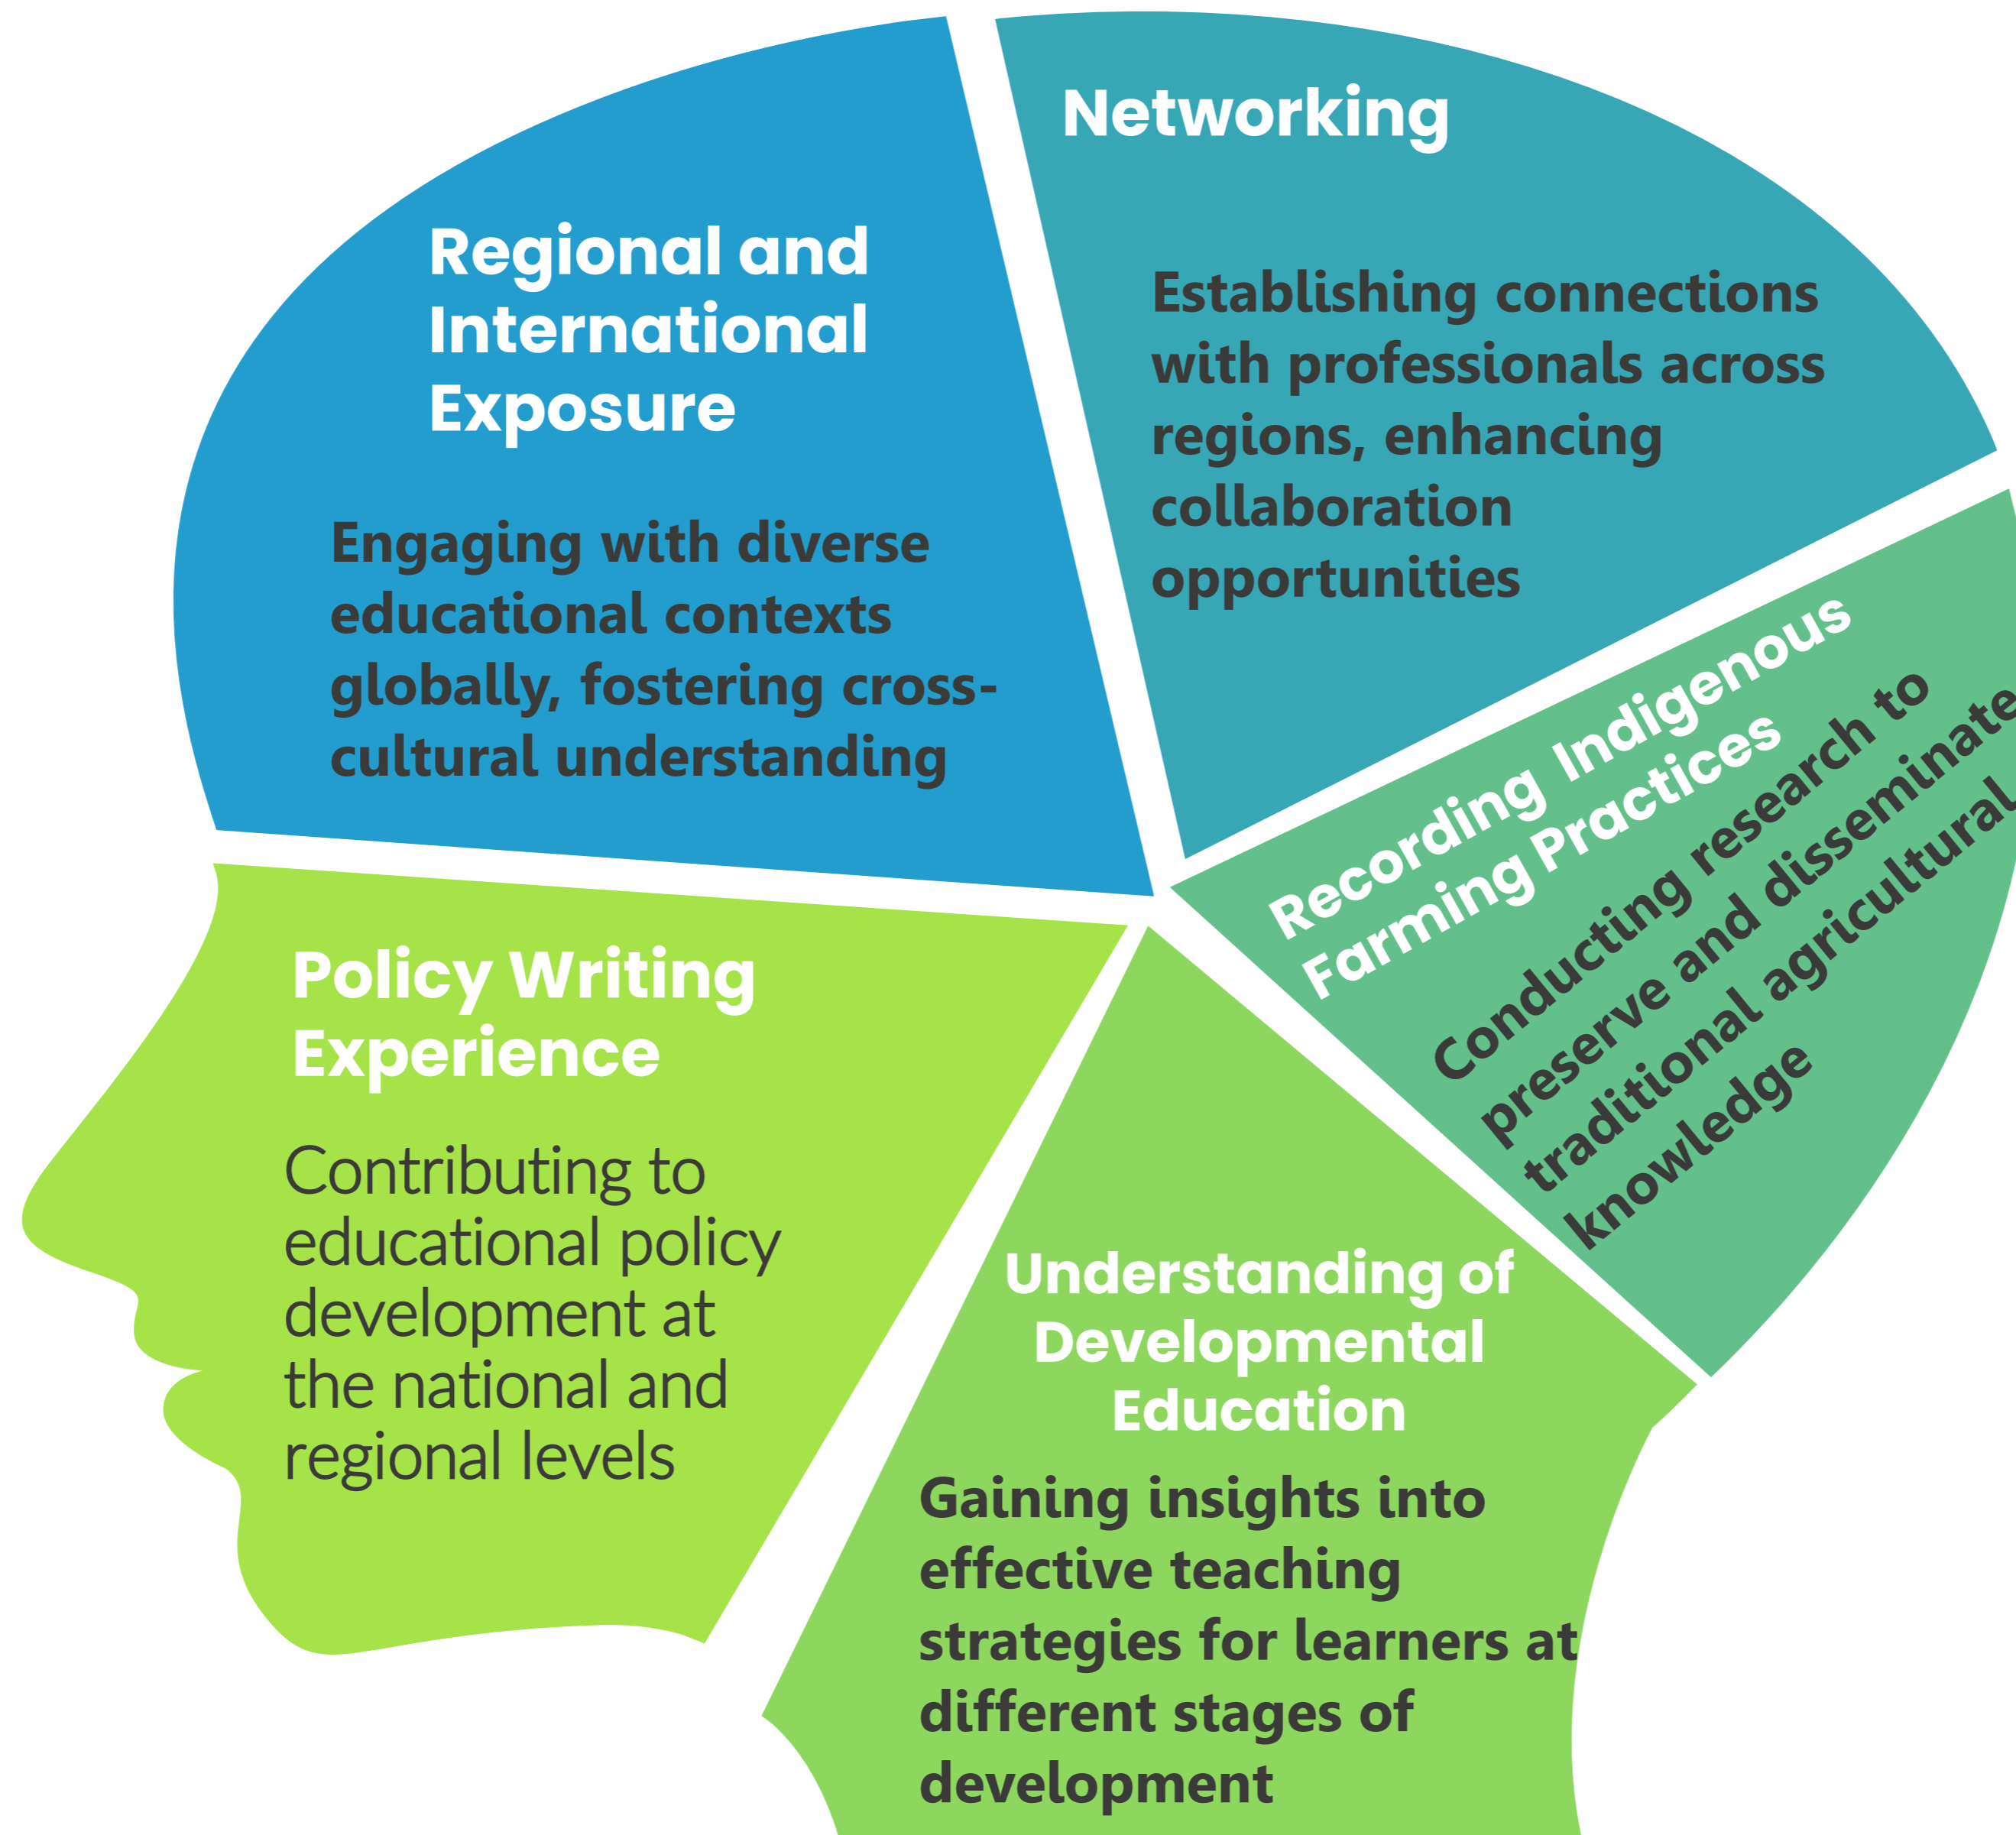 Regional and
International
Exposure
Engaging with diverse
educational contexts
globally, fostering cross-
cultural understanding
Networking
Establishing connections
with professionals across
regions, enhancing
collaboration
opportunities
Recording Indigenous
Farming Practices
Conducting research to
preserve and disseminate
traditional agricultural
knowledge
Policy Writing
Experience
Contributing to
educational policy
development at
the national and
regional levels
Understanding of
Developmental
Education
Gaining insights into
effective teaching
strategies for learners at
different stages of
development